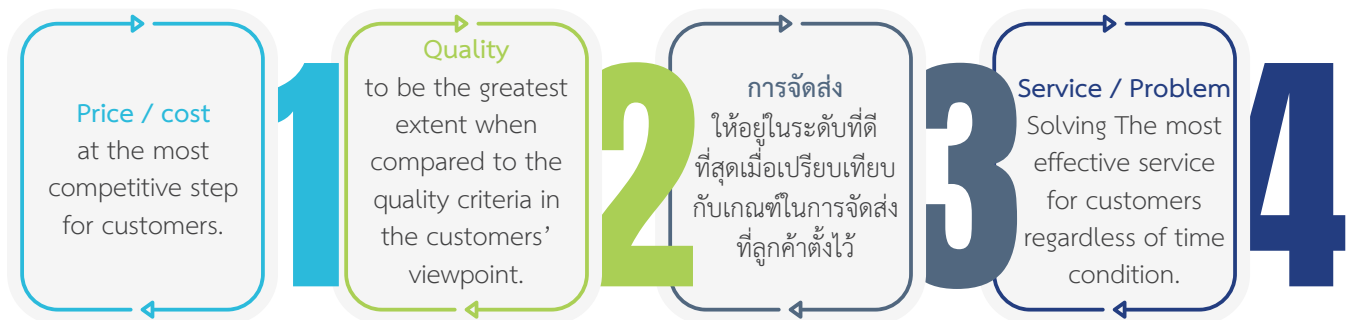 Price / cost
at the most
competitive step
for customers.
1
Quality
to be the greatest
extent when
compared to the
quality criteria in
the customers’
viewpoint.
2
การจัดส่ง
ให้อยู่ในระดับที่ดี
ที่สุดเมื่อเปรียบเทียบ
กับเกณฑ์ในการจัดส่ง
ที่ลูกค้าตั้งไว้
3
Service / Problem
Solving The most
effective service
for customers
regardless of time
condition.
4